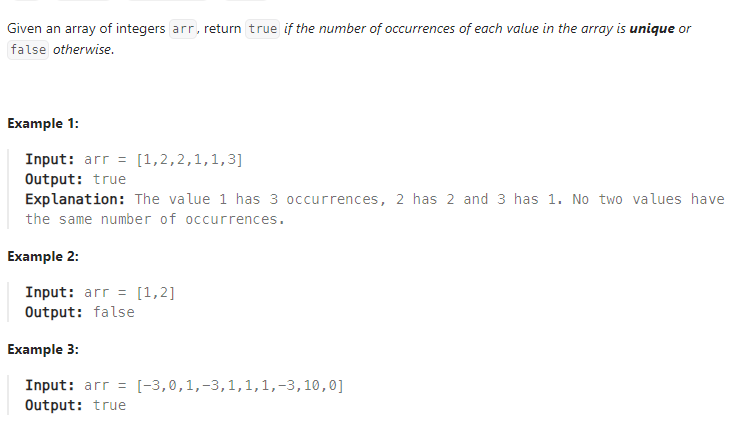 Given an array of integers arr, return true if the number of occurrences of each value in the array is unique or
false otherwise.
Example 1:
Input: arr = [1,2,2,1,1,3]
Output: true
Explanation: The value 1 has 3 occurrences, 2 has 2 and 3 has 1. No two values have
the same number of occurrences.
Example 2:
Input: arr = [1,2]
Output: false
Example 3:
Input: arr = [-3,0,1,-3,1,1,1,-3,10,0]
Output: true